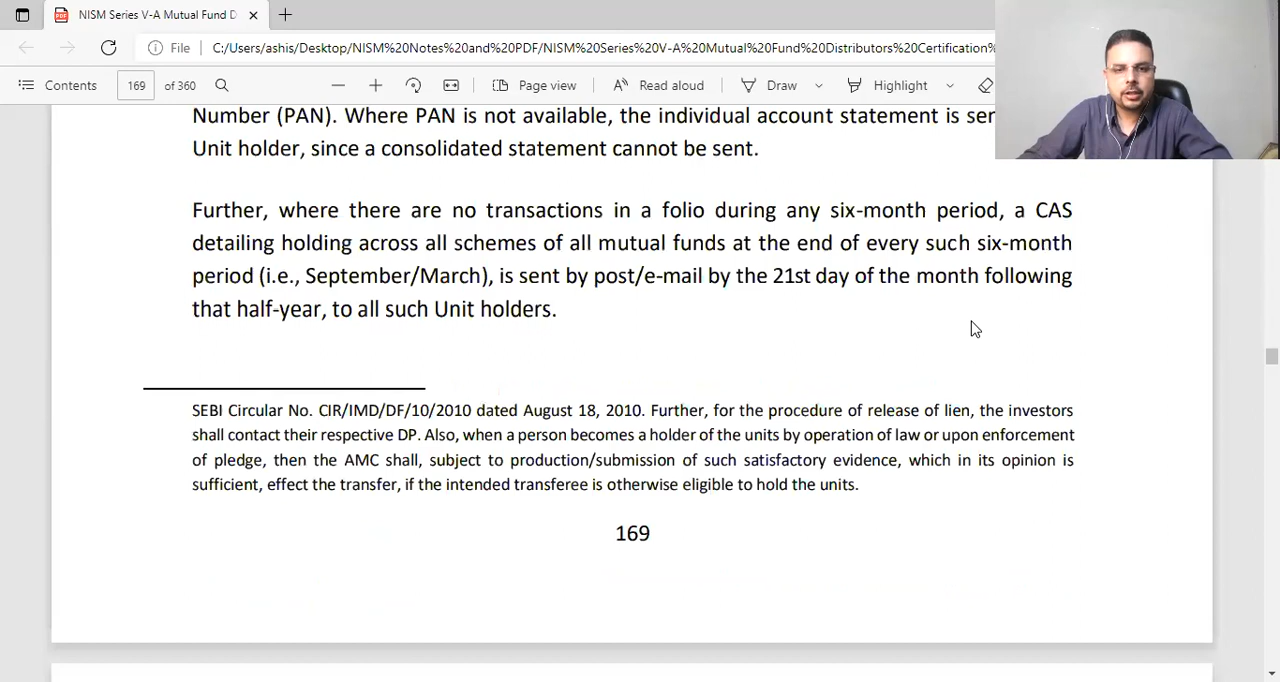 NISM Series V-A Mutual Fund D
File C:/Users/ashis/Desktop/NISM%20Notes%20and%20PDF/NISM%20Series%20V-A%20Mutual%20Fund%20Distributors%20Certification%
Contents 169 of 360 Page view Read aloud Draw Highlight
Number (PAN). Where PAN is not available, the individual account statement is
Unit holder, since a consolidated statement cannot be sent.
Further, where there are no transactions in a folio during any six-month period, a CAS
detailing holding across all schemes of all mutual funds at the end of every such six-month
period (i.e., September/March), is sent by post/e-mail by the 21st day of the month following
that half-year, to all such Unit holders.
SEBI Circular No. CIR/IMD/DF/10/2010 dated August 18, 2010. Further, for the procedure of release of lien, the investors
shall contact their respective DP. Also, when a person becomes a holder of the units by operation of law or upon enforcement
of pledge, then the AMC shall, subject to production/submission of such satisfactory evidence, which in its opinion is
sufficient, effect the transfer, if the intended transferee is otherwise eligible to hold the units.
169